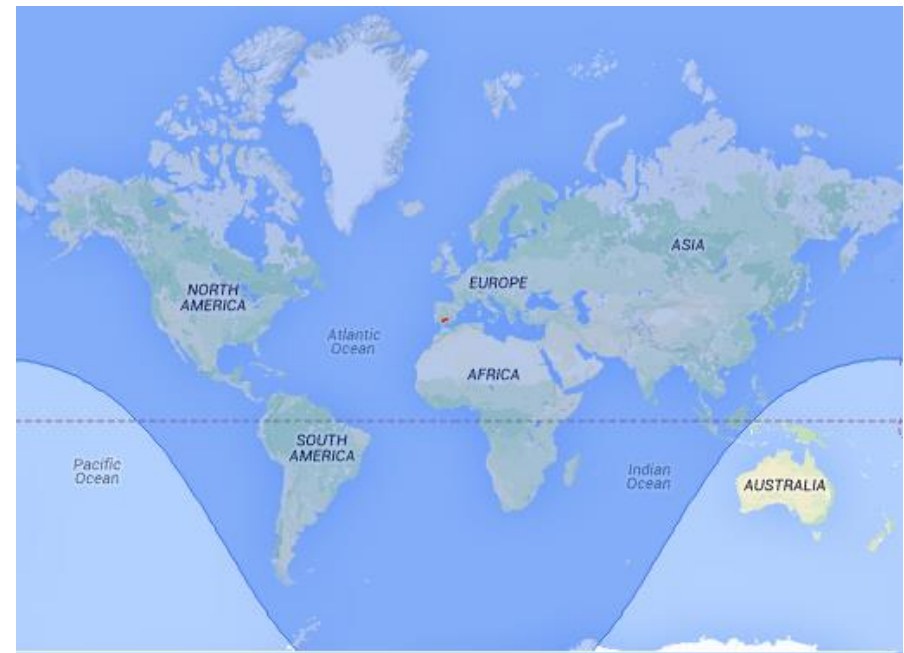 ASIA
EUROPE
NORTH
AMERICA
Atlantic
Ocean
AFRICA
SOUTH
AMERICA
Pacific
Ocean
Indian
Ocean
AUSTRALIA